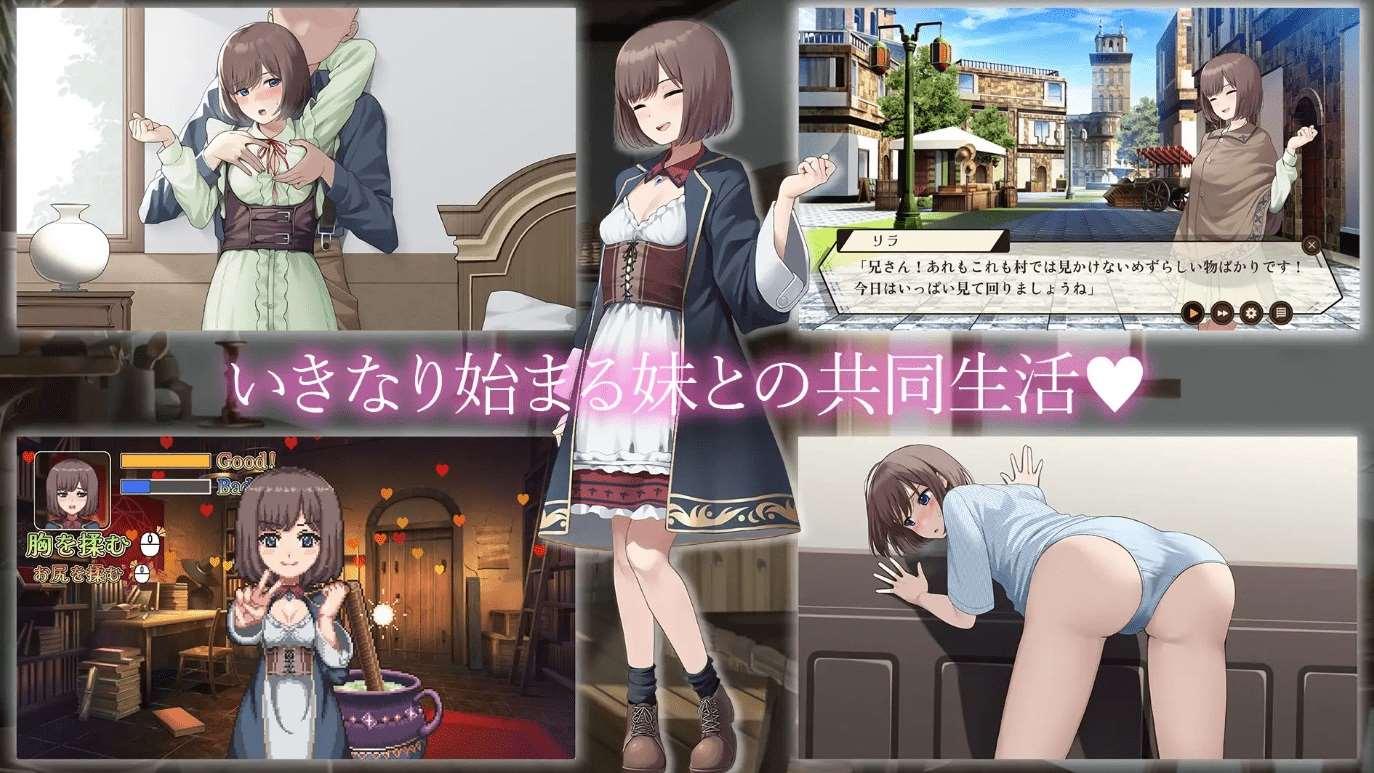 リラ
「兄さん！あれもこれも村では見かけないめずらしい物ばかりです！
今日はいっぱい見て回りましょうね」
いきなり始まる妹との共同生活♥
Good!
Bad
胸を揉む
お尻を揉む